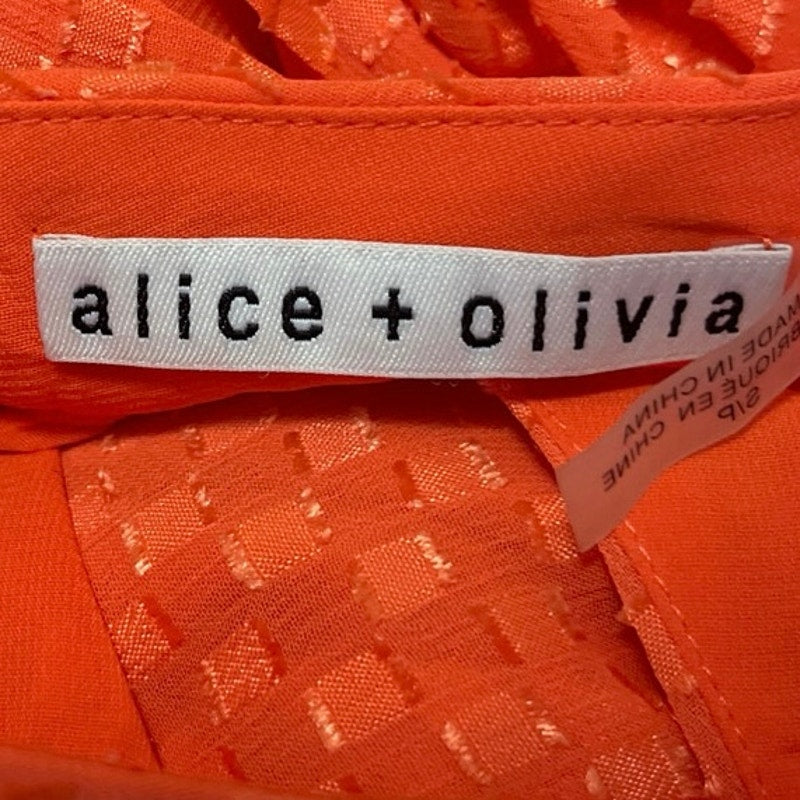 alice + olivia
MADE IN CHINA
BRIQUÉ EN CHINE
S/P